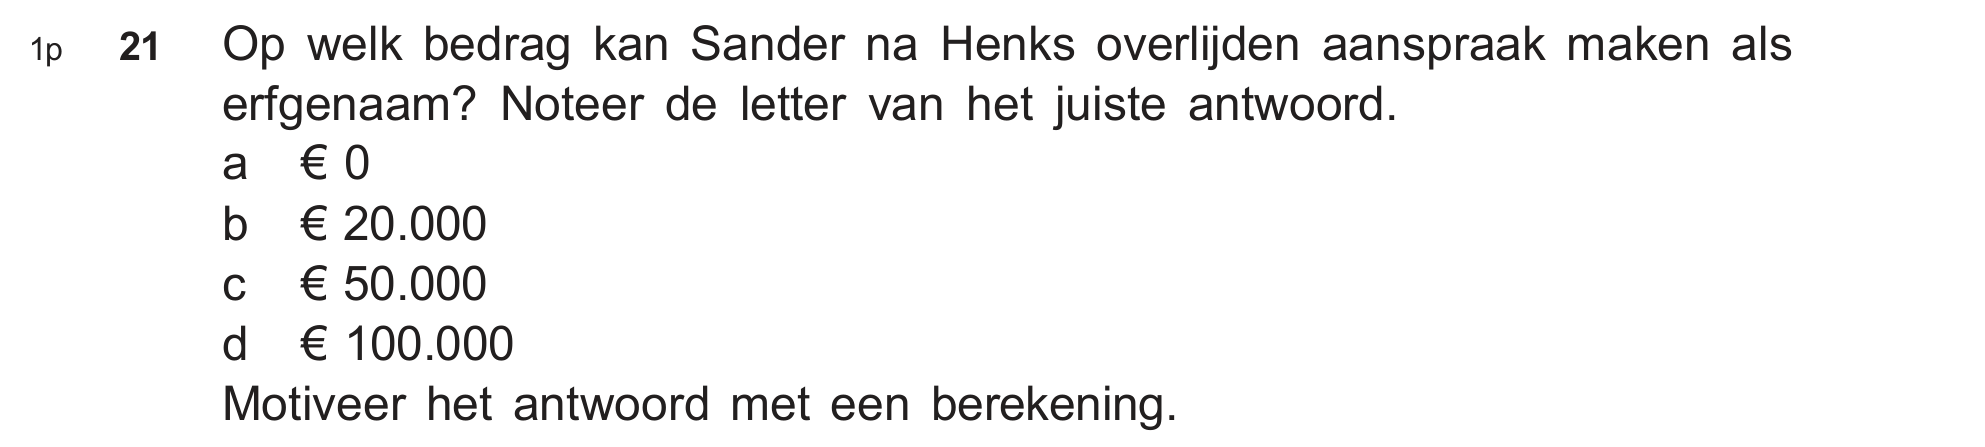 1p 21 Op welk bedrag kan Sander na Henks overlijden aanspraak maken als
erfgenaam? Noteer de letter van het juiste antwoord.
a € 0
b € 20.000
c € 50.000
d € 100.000
Motiveer het antwoord met een berekening.